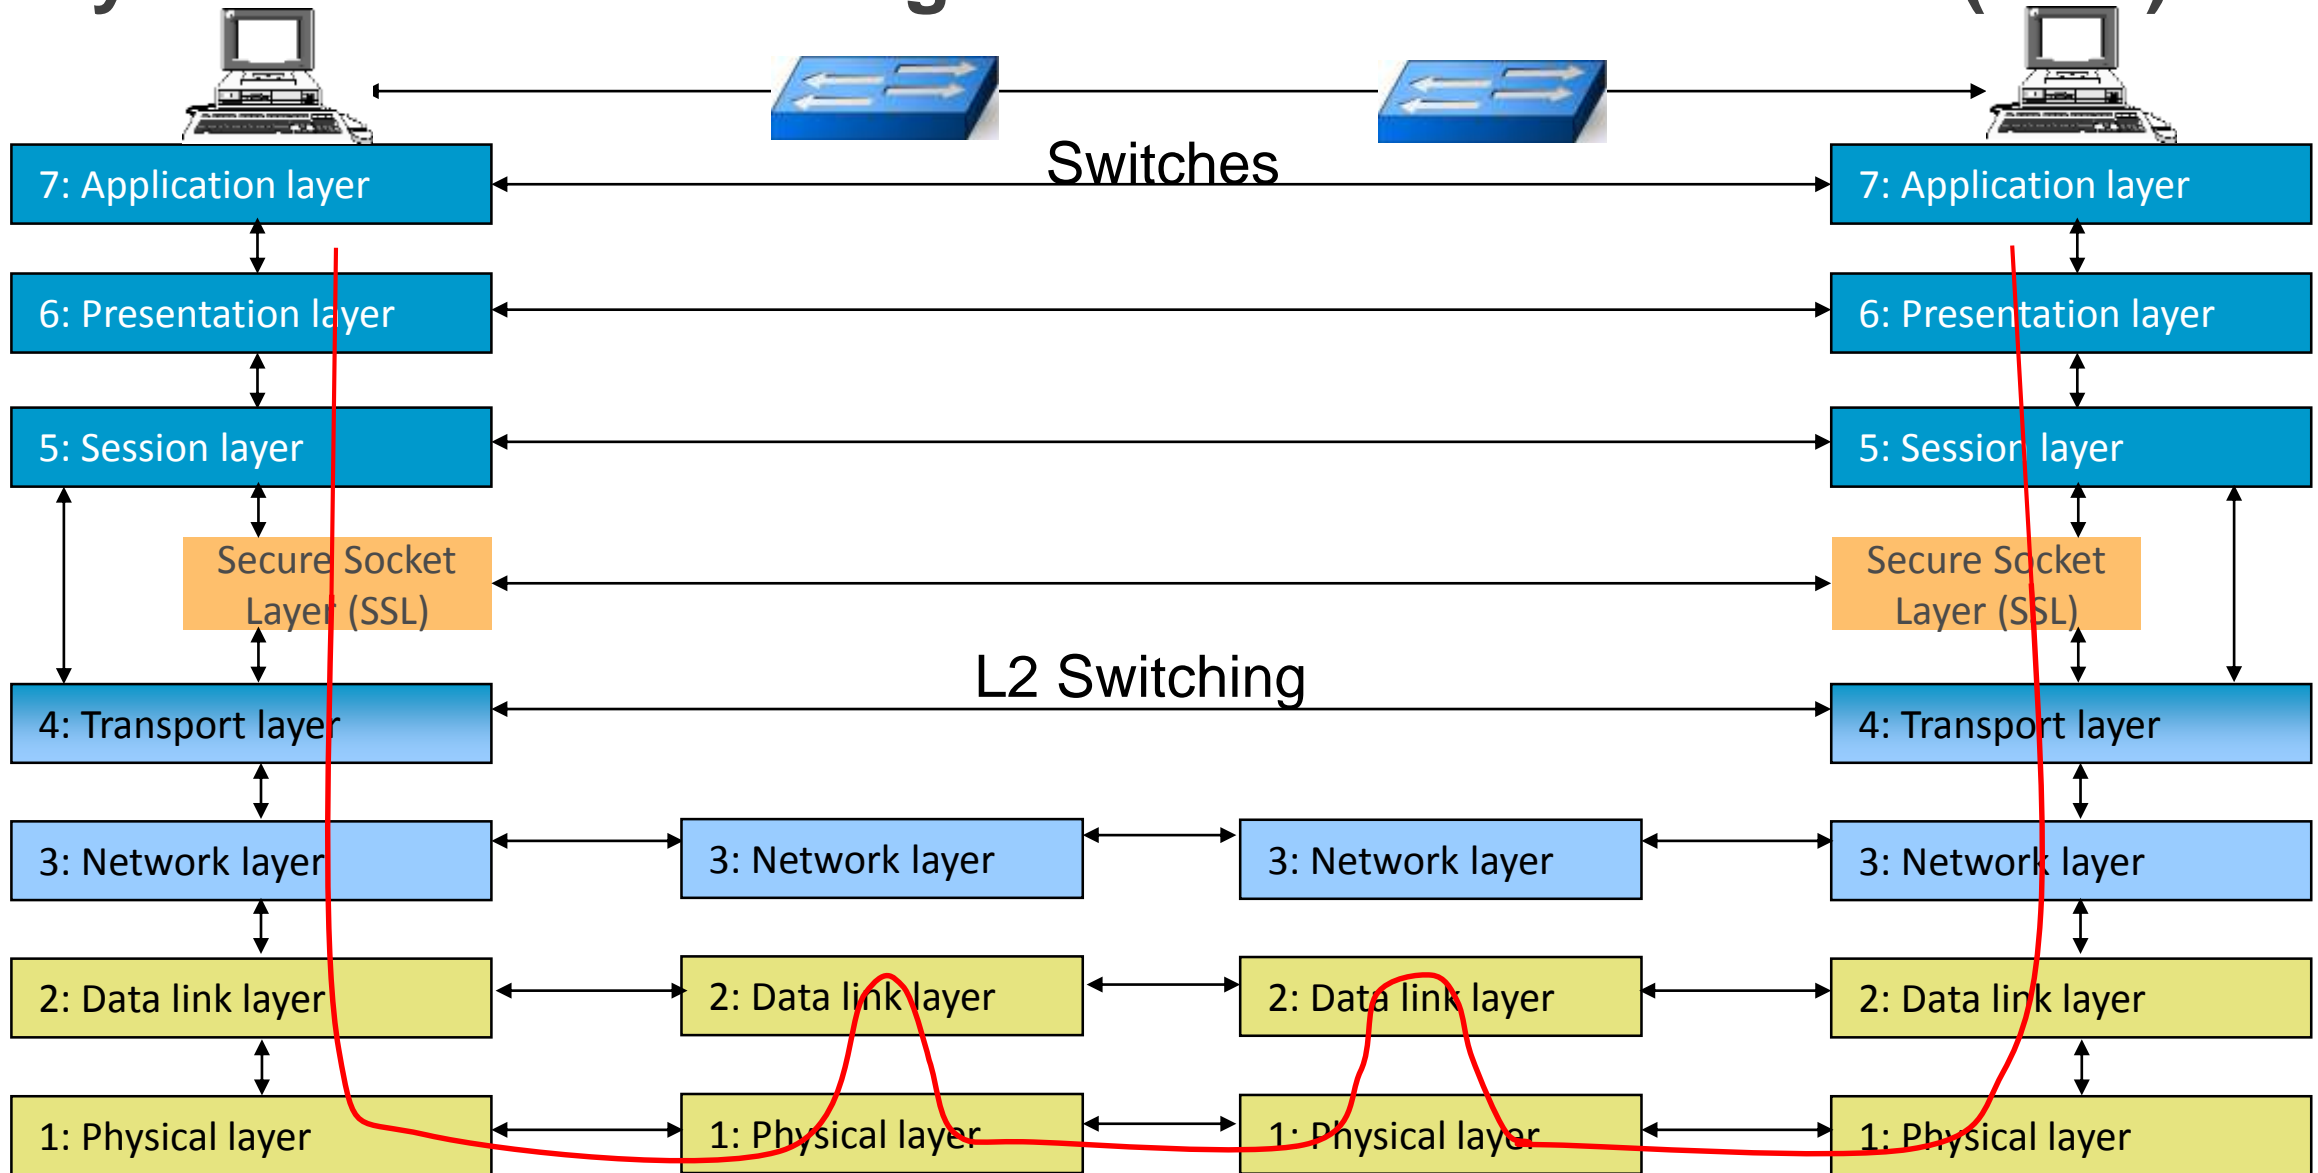 Switches
7: Application layer
7: Application layer
6: Presentation layer
6: Presentation layer
5: Session layer
5: Session layer
Secure Socket
Layer (SSL)
Secure Socket
Layer (SSL)
L2 Switching
4: Transport layer
4: Transport layer
3: Network layer
3: Network layer
3: Network layer
3: Network layer
2: Data link layer
2: Data link layer
2: Data link layer
2: Data link layer
1: Physical layer
1: Physical layer
1: Physical layer
1: Physical layer